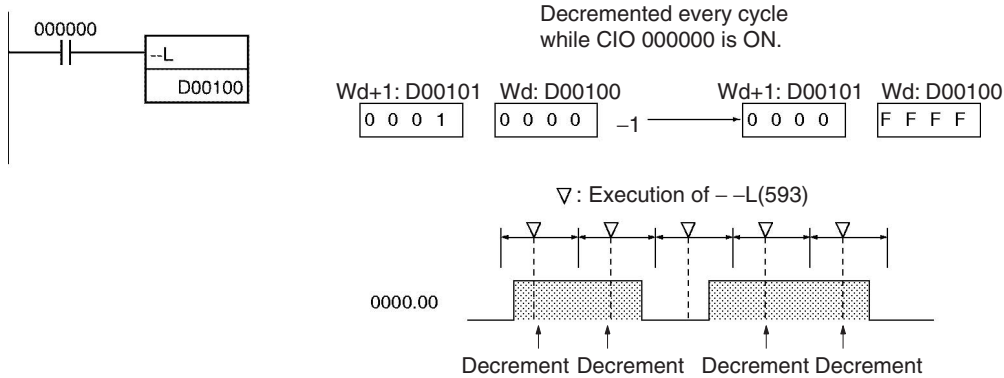 000000
--L
D00100
Decremented every cycle
while CIO 000000 is ON.
Wd+1: D00101 Wd: D00100 Wd+1: D00101 Wd: D00100
0 0 0 1 0 0 0 0 –1 0 0 0 0 F F F F
▽ : Execution of – –L(593)
0000.00
Decrement Decrement Decrement Decrement